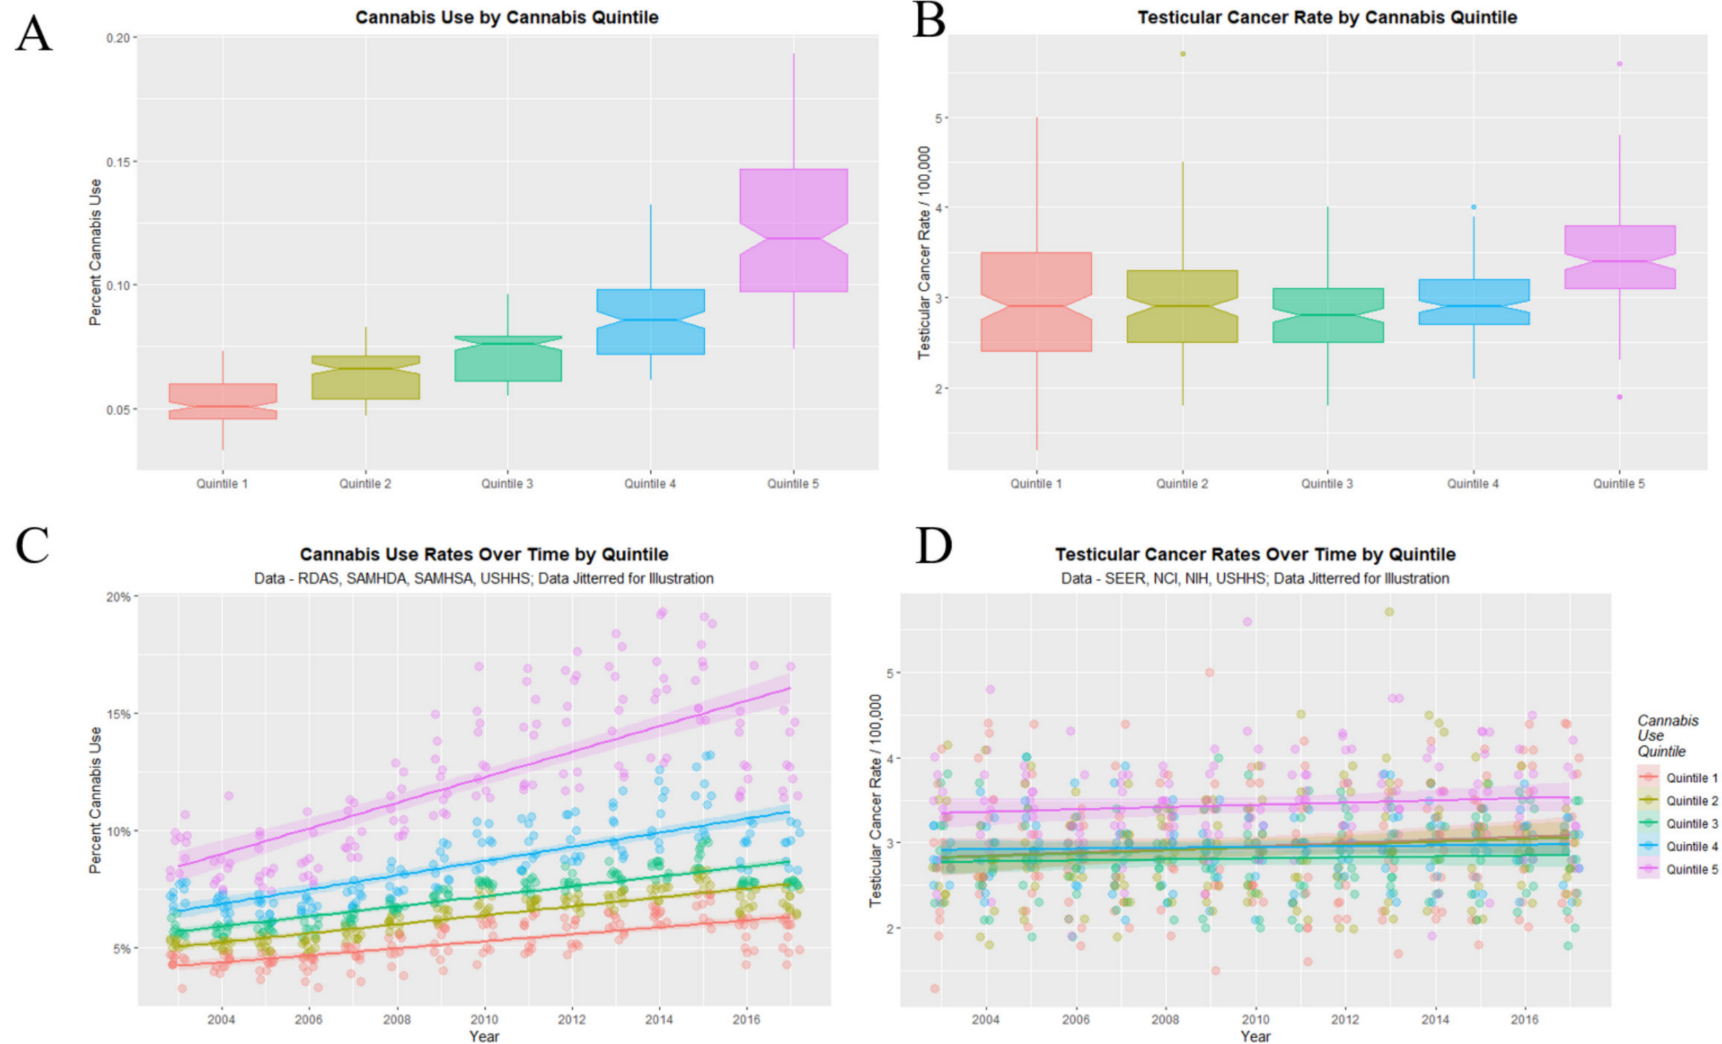 A
Cannabis Use by Cannabis Quintile
Percent Cannabis Use
0.20
0.15
0.10
0.05
Quintile 1
Quintile 2
Quintile 3
Quintile 4
Quintile 5
B
Testicular Cancer Rate by Cannabis Quintile
Testicular Cancer Rate / 100,000
5
4
3
2
Quintile 1
Quintile 2
Quintile 3
Quintile 4
Quintile 5
C
Cannabis Use Rates Over Time by Quintile
Data - RDAS, SAMHDA, SAMHSA, USHHS; Data Jitterred for Illustration
Percent Cannabis Use
20%
15%
10%
5%
2004
2006
2008
2010
2012
2014
2016
Year
D
Testicular Cancer Rates Over Time by Quintile
Data - SEER, NCI, NIH, USHHS; Data Jitterred for Illustration
Testicular Cancer Rate / 100,000
5
4
3
2
2004
2006
2008
2010
2012
2014
2016
Year
Cannabis
Use
Quintile
Quintile 1
Quintile 2
Quintile 3
Quintile 4
Quintile 5